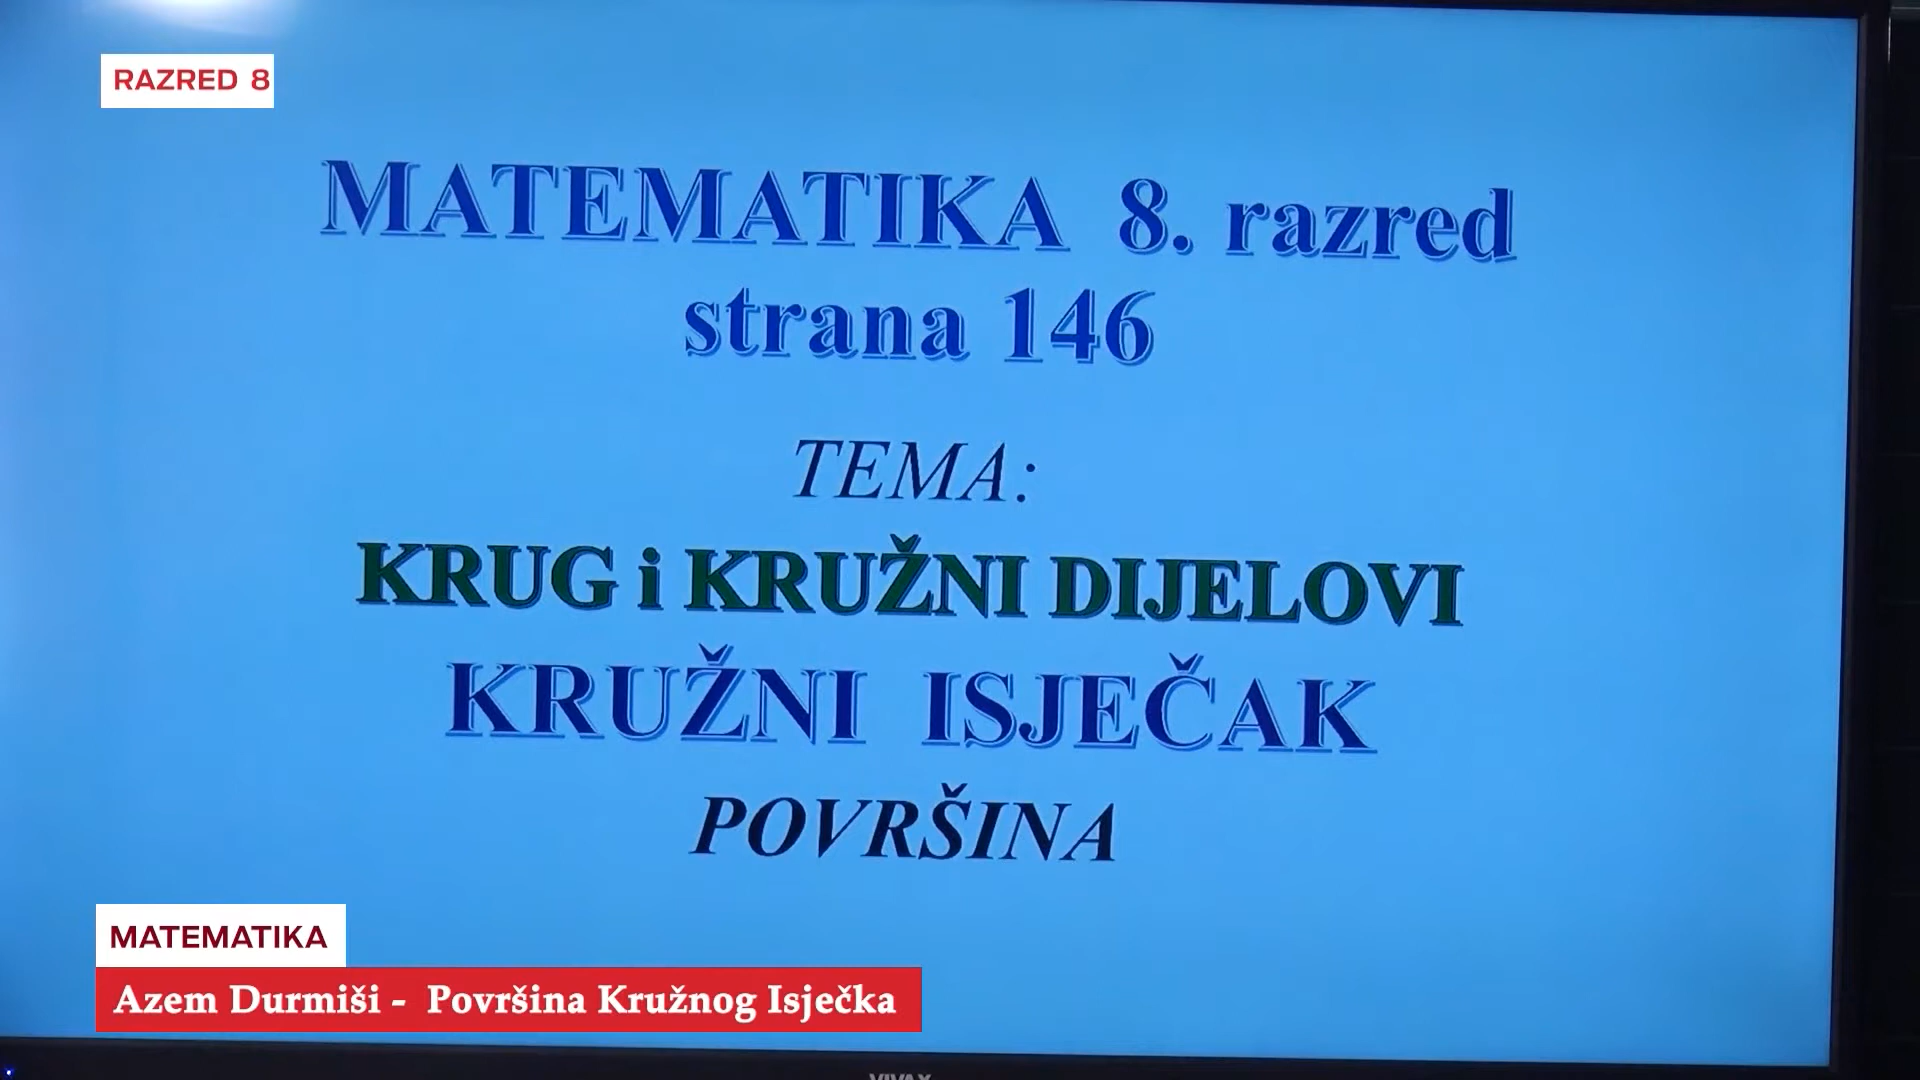 RAZRED 8
MATEMATIKA 8. razred
strana 146
TEMA:
KRUG i KRUŽNI DIJELOVI
KRUŽNI ISJEČAK
POVRŠINA
MATEMATIKA
Azem Durmiši - Površina Kružnog Isječka
VIVAX